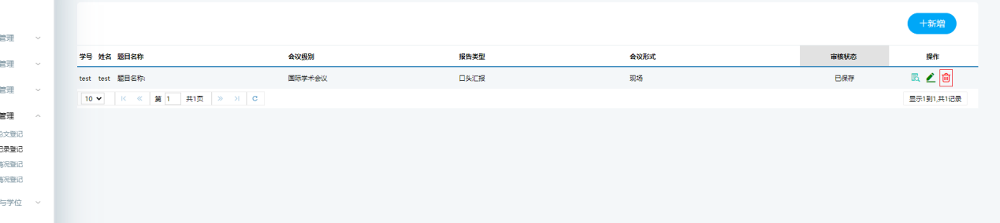 +新增
管理
管理
管理
管理
论文登记
记录登记
情况登记
情况登记
与学位
学号 姓名 题目名称 会议级别 报告类型 会议形式 审核状态 操作
test test 题目名称: 国际学术会议 口头汇报 现场 已保存
10 第 1 共1页 显示1到1,共1记录